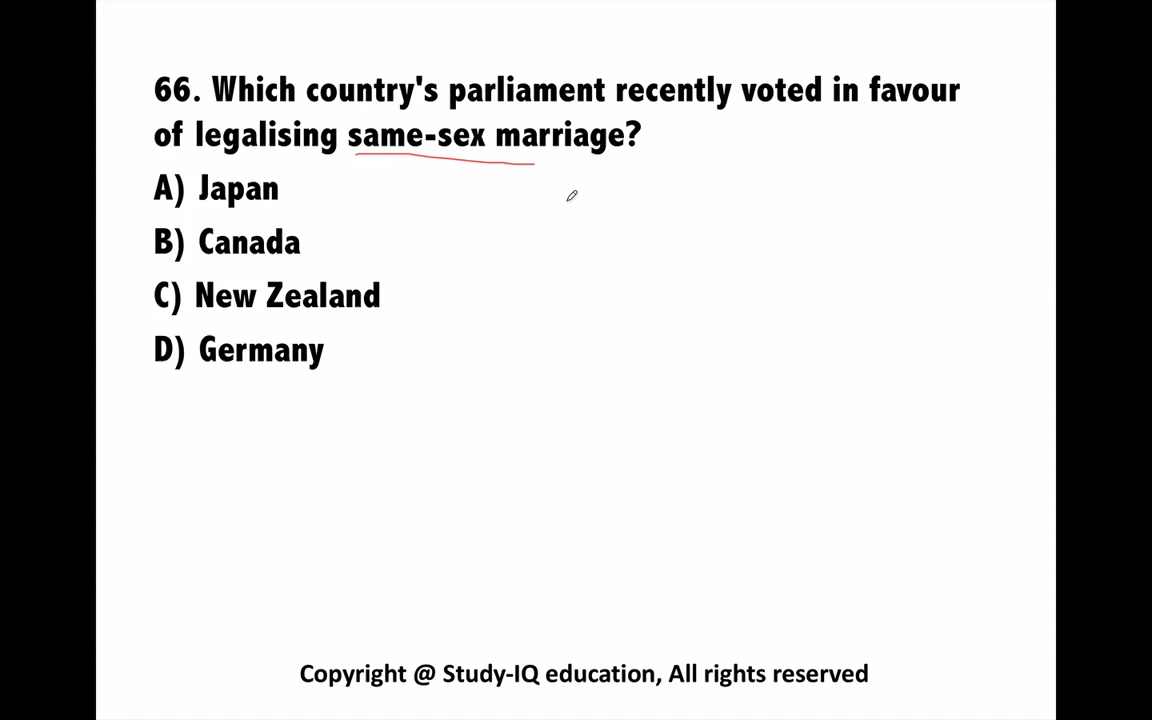 66. Which country's parliament recently voted in favour
of legalising same-sex marriage?
A) Japan
B) Canada
C) New Zealand
D) Germany
Copyright @ Study-IQ education, All rights reserved